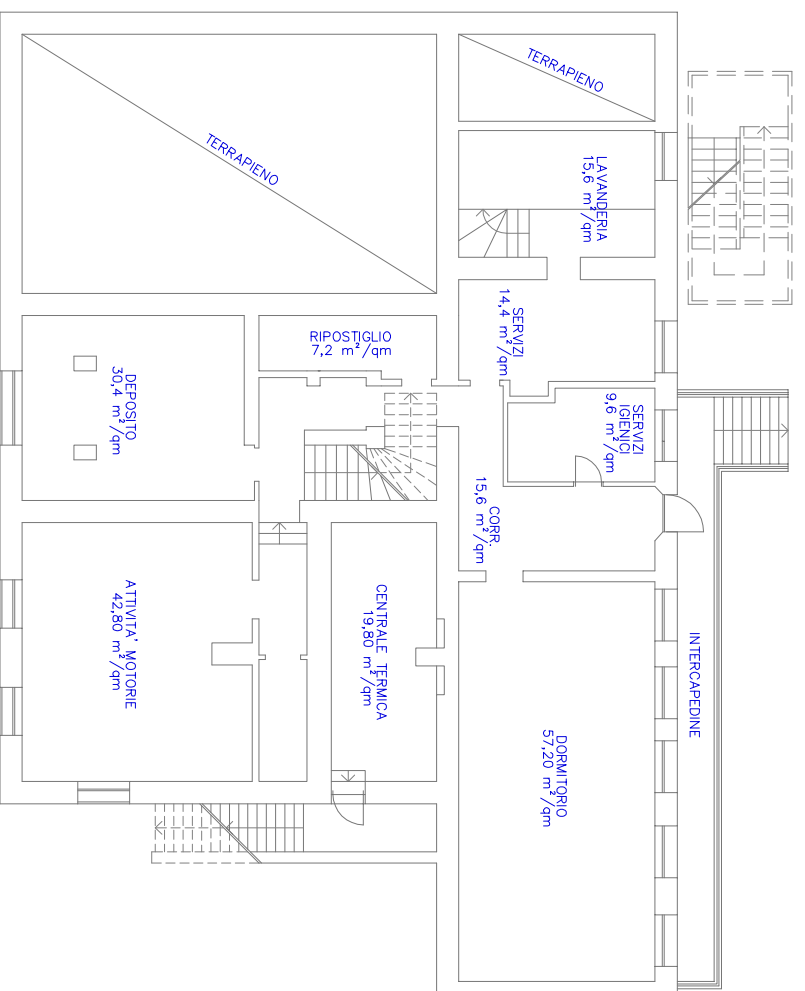 TERRAPIENO
TERRAPIENO
LAVANDERIA
15,6 m²/qm
SERVIZI
14,4 m²/qm
RIPOSTIGLIO
7,2 m²/qm
DEPOSITO
30,4 m²/qm
SERVIZI
IGIENICI
9,6 m²/qm
CORR.
15,6 m²/qm
ATTIVITA' MOTORIE
42,80 m²/qm
CENTRALE TERMICA
19,80 m²/qm
INTERCAPEDINE
DORMITORIO
57,20 m²/qm